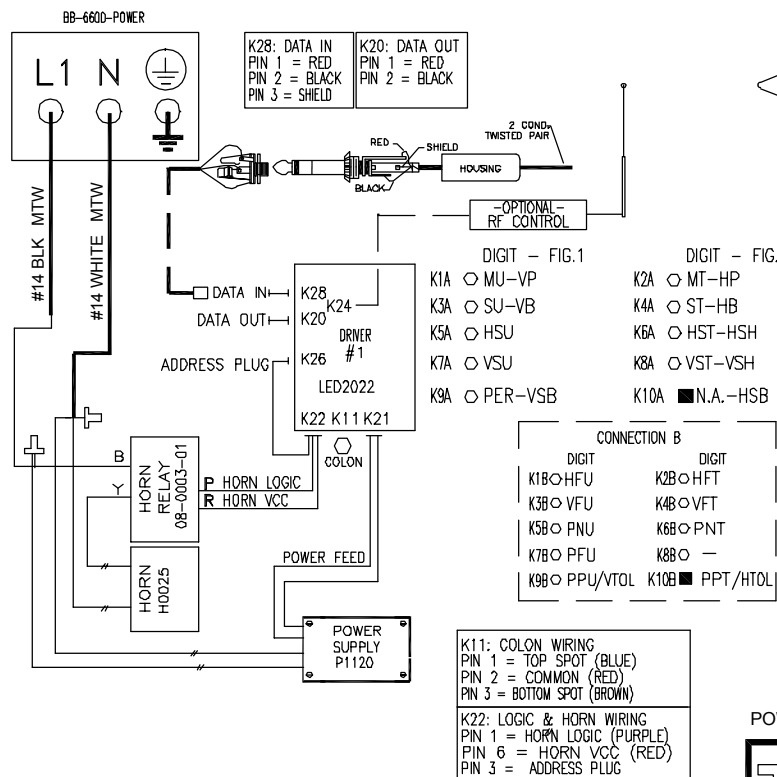 BB-660D-POWER
L1 N
K28: DATA IN
PIN 1 = RED
PIN 2 = BLACK
PIN 3 = SHIELD
K20: DATA OUT
PIN 1 = RED
PIN 2 = BLACK
#14 BLK MTW
#14 WHITE MTW
RED
SHIELD
BLACK
HOUSING
2 COND.
TWISTED PAIR
-OPTIONAL-
RF CONTROL
DATA IN
DATA OUT
ADDRESS PLUG
K28
K24
K20
K26
DRIVER
#1
LED2022
K22 K11 K21
COLON
DIGIT - FIG.1
K1A MU-VP
K3A SU-VB
K5A HSU
K7A VSU
K9A PER-VSB
DIGIT - FIG.
K2A MT-HP
K4A ST-HB
K6A HST-HSH
K8A VST-VSH
K10A N.A.-HSB
CONNECTION B
DIGIT
K1B HFU
K3B VFU
K5B PNU
K7B PFU
K9B PPU/VTOL
DIGIT
K2B HFT
K4B VFT
K6B PNT
K8B —
K10B PPT/HTOL
B
Y
HORN
RELAY
08-0003-01
P HORN LOGIC
R HORN VCC
HORN
H0025
POWER FEED
POWER
SUPPLY
P1120
K11: COLON WIRING
PIN 1 = TOP SPOT (BLUE)
PIN 2 = COMMON (RED)
PIN 3 = BOTTOM SPOT (BROWN)
K22: LOGIC & HORN WIRING
PIN 1 = HORN LOGIC (PURPLE)
PIN 6 = HORN VCC (RED)
PIN 3 = ADDRESS PLUG
PO